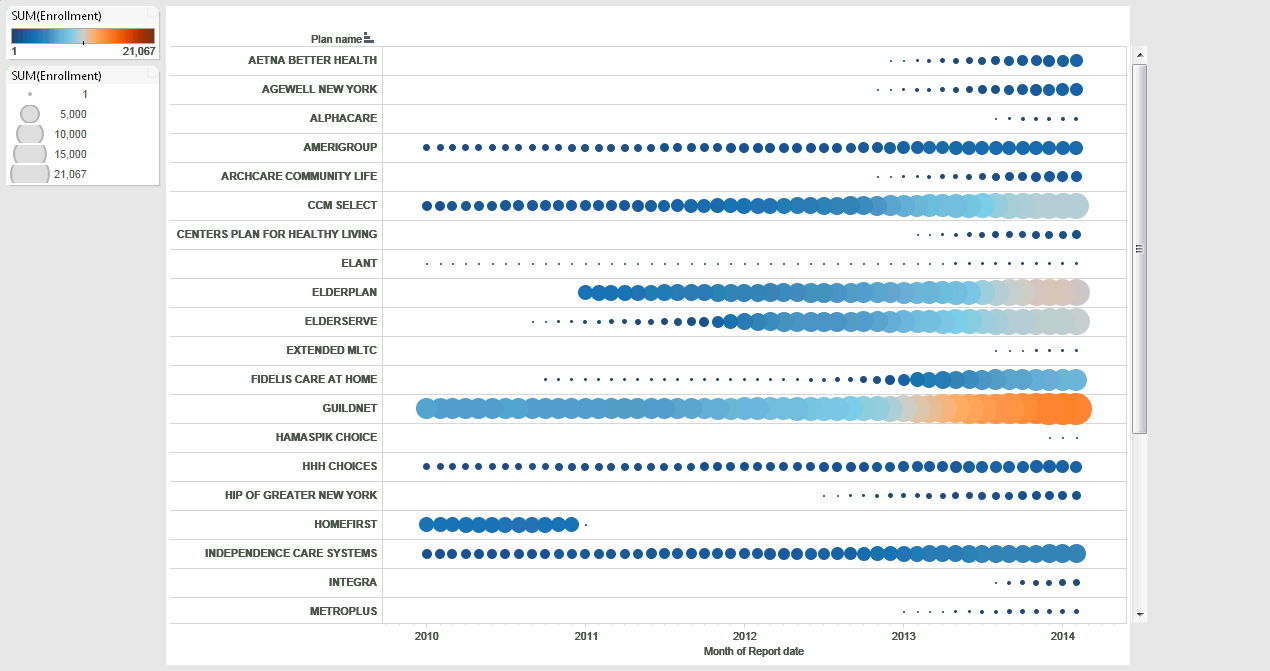 SUM(Enrollment)
1 21,067
SUM(Enrollment)
1
5,000
10,000
15,000
21,067
Plan name
AETNA BETTER HEALTH
AGEWELL NEW YORK
ALPHACARE
AMERIGROUP
ARCHCARE COMMUNITY LIFE
CCM SELECT
CENTERS PLAN FOR HEALTHY LIVING
ELANT
ELDERPLAN
ELDERSERVE
EXTENDED MLTC
FIDELIS CARE AT HOME
GUILDNET
HAMASPIK CHOICE
HHH CHOICES
HIP OF GREATER NEW YORK
HOMEFIRST
INDEPENDENCE CARE SYSTEMS
INTEGRA
METROPLUS
2010 2011 2012 2013 2014
Month of Report date